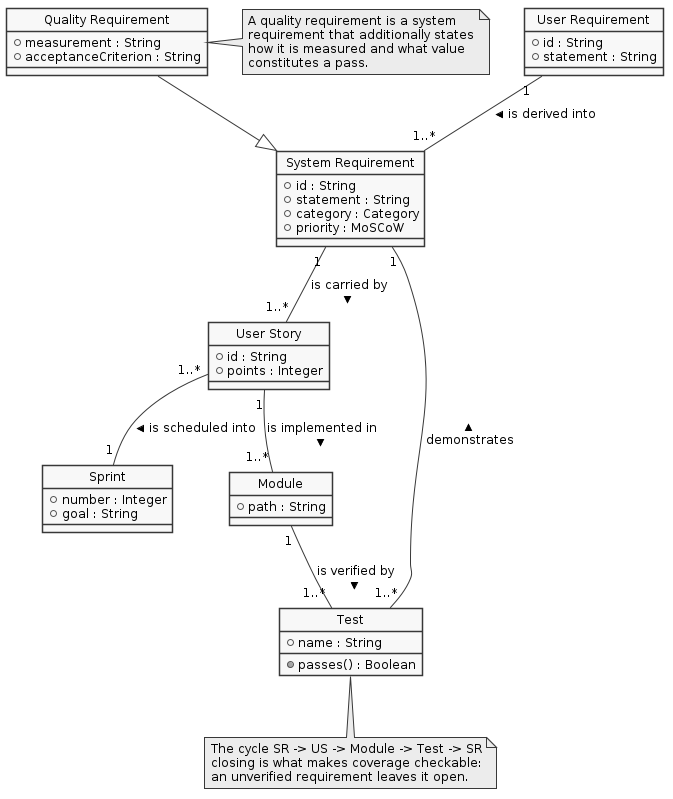 Quality Requirement
measurement : String
acceptanceCriterion : String
A quality requirement is a system
requirement that additionally states
how it is measured and what value
constitutes a pass.
User Requirement
id : String
statement : String
1
◄ is derived into
1..*
System Requirement
id : String
statement : String
category : Category
priority : MoSCoW
1
1
is carried by
▼
1..*
User Story
id : String
points : Integer
1..*
1
◄ is scheduled into
is implemented in
▼
▲
demonstrates
1
1..*
Sprint
number : Integer
goal : String
Module
path : String
1
is verified by
▼
1..*
1..*
Test
name : String
passes() : Boolean
The cycle SR -> US -> Module -> Test -> SR
closing is what makes coverage checkable:
an unverified requirement leaves it open.